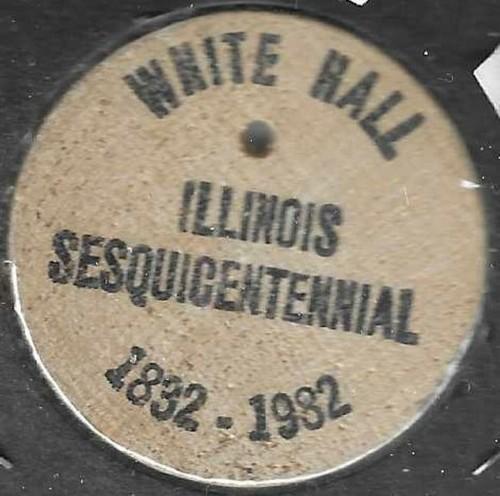 WHITE HALL
ILLINOIS
SESQUICENTENNIAL
1832 - 1982